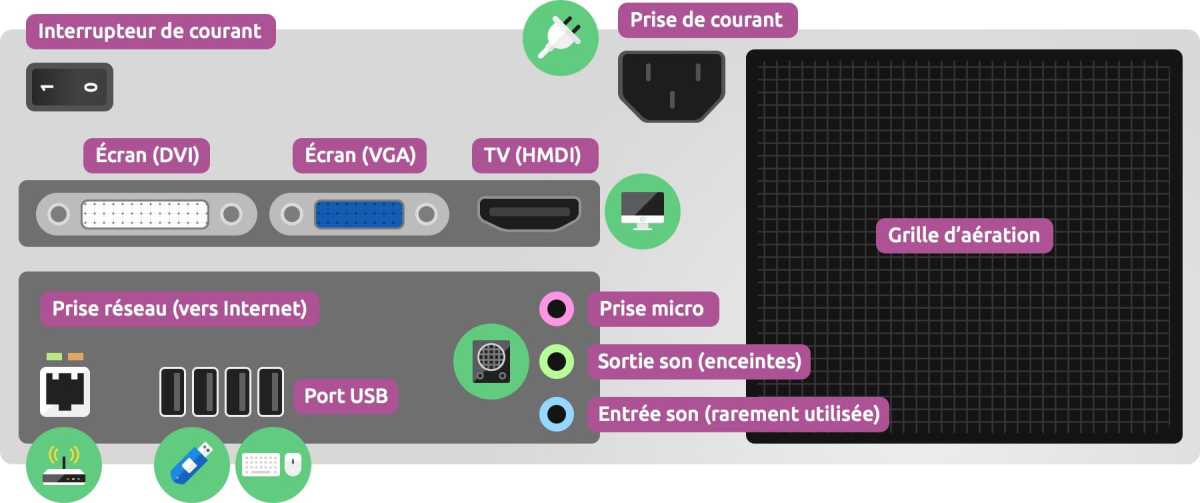 Interrupteur de courant
Prise de courant
1 0
Écran (DVI)
Écran (VGA)
TV (HMDI)
Grille d'aération
Prise réseau (vers Internet)
Prise micro
Sortie son (enceintes)
Port USB
Entrée son (rarement utilisée)